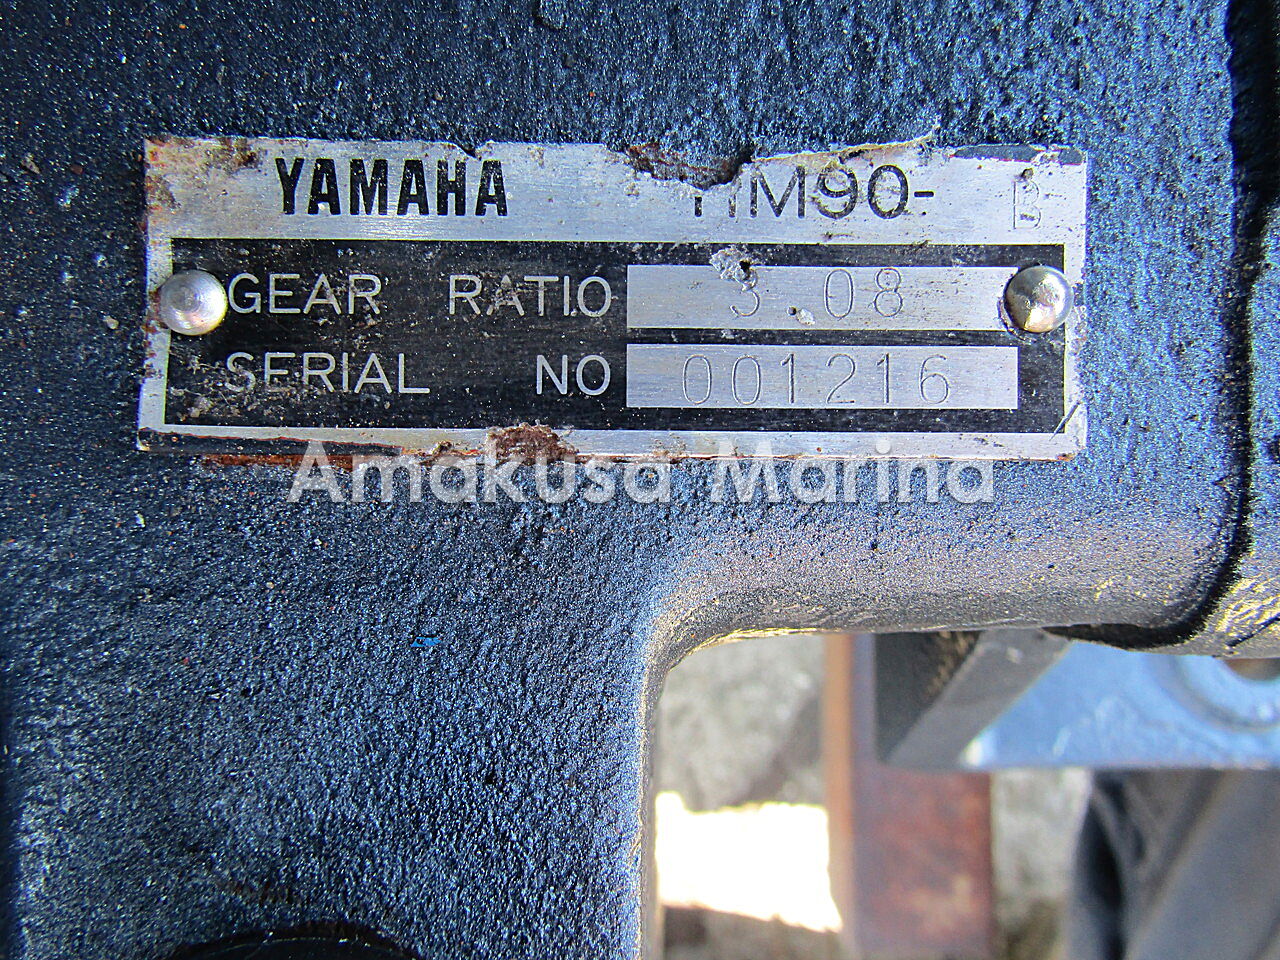 YAMAHA HM90- B
GEAR RATIO 3.08
SERIAL NO 001216
Amakusa Marina